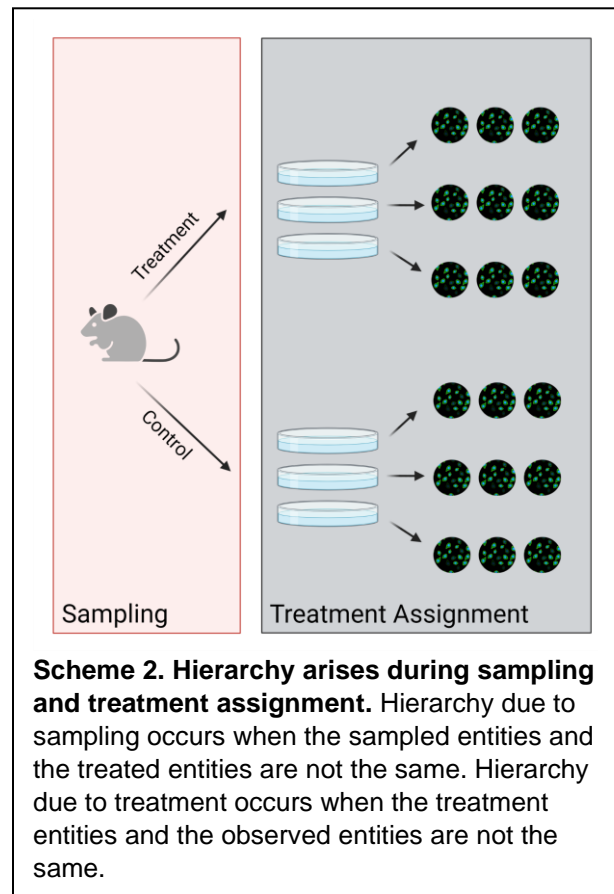 Treatment
Control
Sampling
Treatment Assignment
Scheme 2. Hierarchy arises during sampling
and treatment assignment. Hierarchy due to
sampling occurs when the sampled entities and
the treated entities are not the same. Hierarchy
due to treatment occurs when the treatment
entities and the observed entities are not the
same.